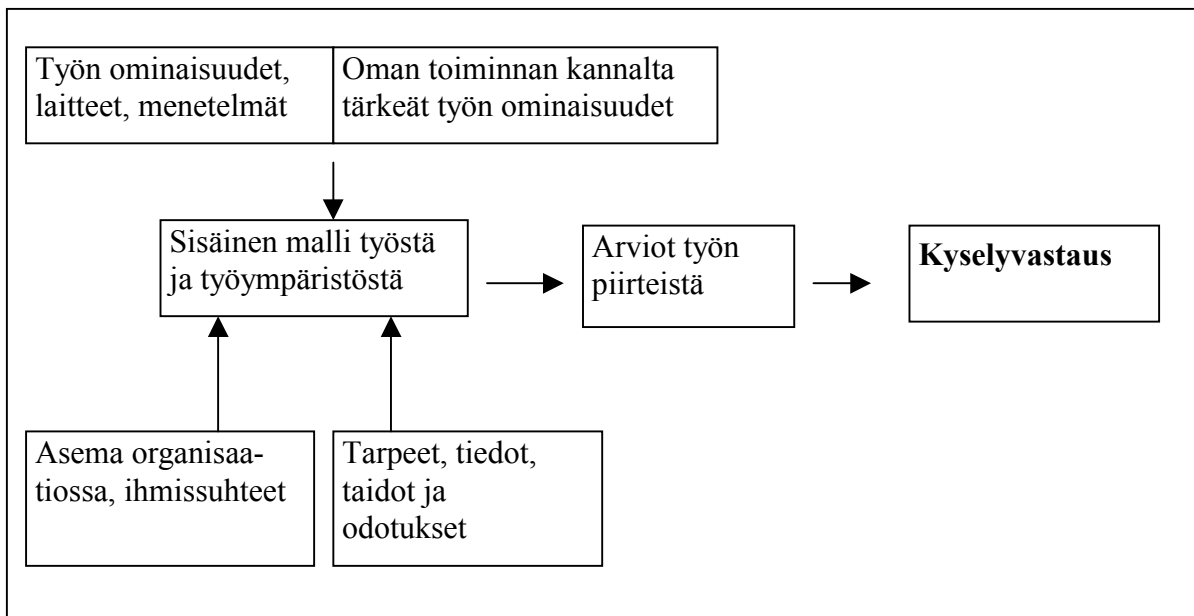 Työn ominaisuudet,
laitteet, menetelmät
Oman toiminnan kannalta
tärkeät työn ominaisuudet
Sisäinen malli työstä
ja työympäristöstä
Arviot työn
piirteistä
Kyselyvastaus
Asema organisaa-
tiossa, ihmissuhteet
Tarpeet, tiedot,
taidot ja
odotukset